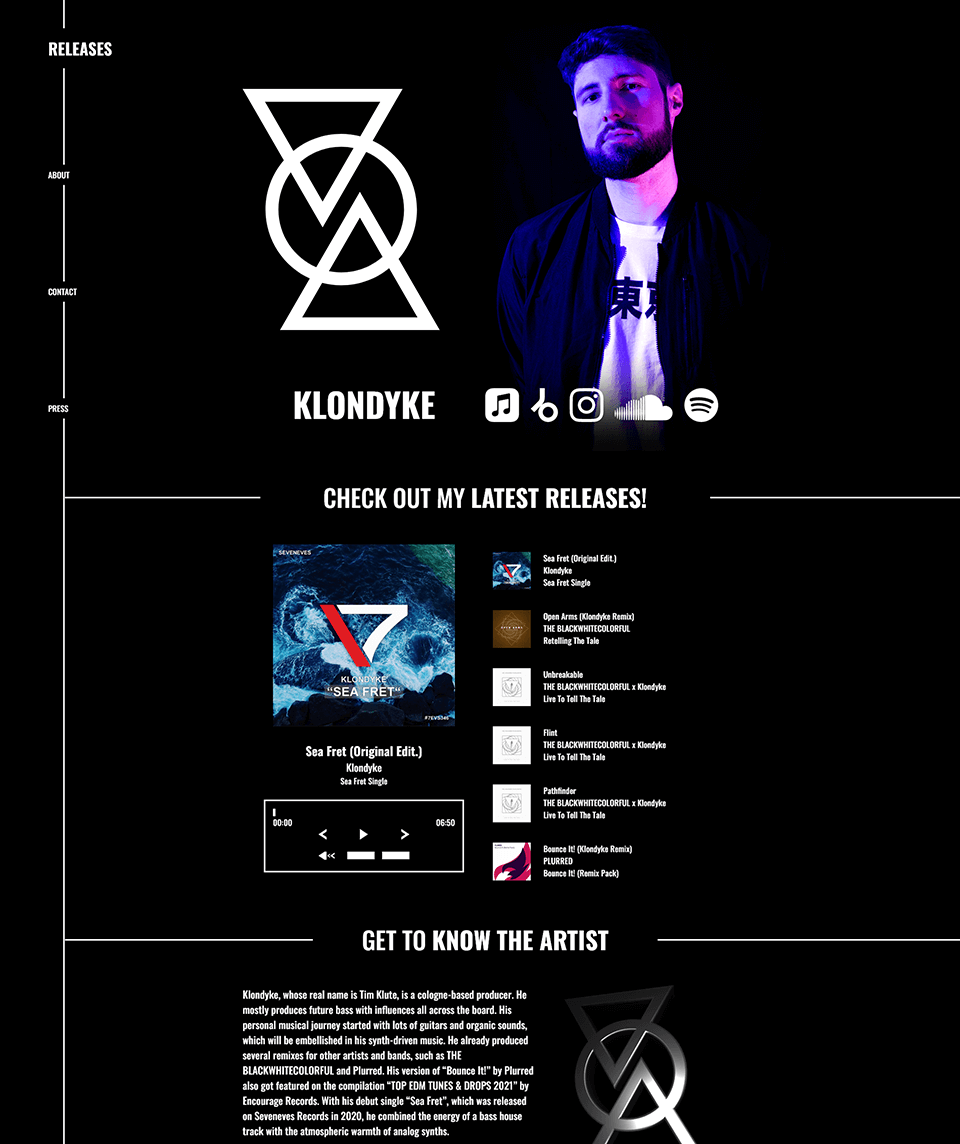 RELEASES
ABOUT
CONTACT
PRESS
東京
KLONDYKE
CHECK OUT MY LATEST RELEASES!
SEVENEVES
KLONDYKE
“SEA FRET“
#7EVS346
Sea Fret (Original Edit.)
Klondyke
Sea Fret Single
00:00
06:50
Sea Fret (Original Edit.)
Klondyke
Sea Fret Single
Open Arms (Klondyke Remix)
THE BLACKWHITECOLORFUL
Retelling The Tale
Unbreakable
THE BLACKWHITECOLORFUL x Klondyke
Live To Tell The Tale
Flint
THE BLACKWHITECOLORFUL x Klondyke
Live To Tell The Tale
Pathfinder
THE BLACKWHITECOLORFUL x Klondyke
Live To Tell The Tale
Bounce It! (Klondyke Remix)
PLURRED
Bounce It! (Remix Pack)
GET TO KNOW THE ARTIST
Klondyke, whose real name is Tim Klute, is a cologne-based producer. He
mostly produces future bass with influences all across the board. His
personal musical journey started with lots of guitars and organic sounds,
which will be embellished in his synth-driven music. He already produced
several remixes for other artists and bands, such as THE
BLACKWHITECOLORFUL and Plurred. His version of “Bounce It!” by Plurred
also got featured on the compilation “TOP EDM TUNES & DROPS 2021” by
Encourage Records. With his debut single “Sea Fret”, which was released
on Seveneves Records in 2020, he combined the energy of a bass house
track with the atmospheric warmth of analog synths.